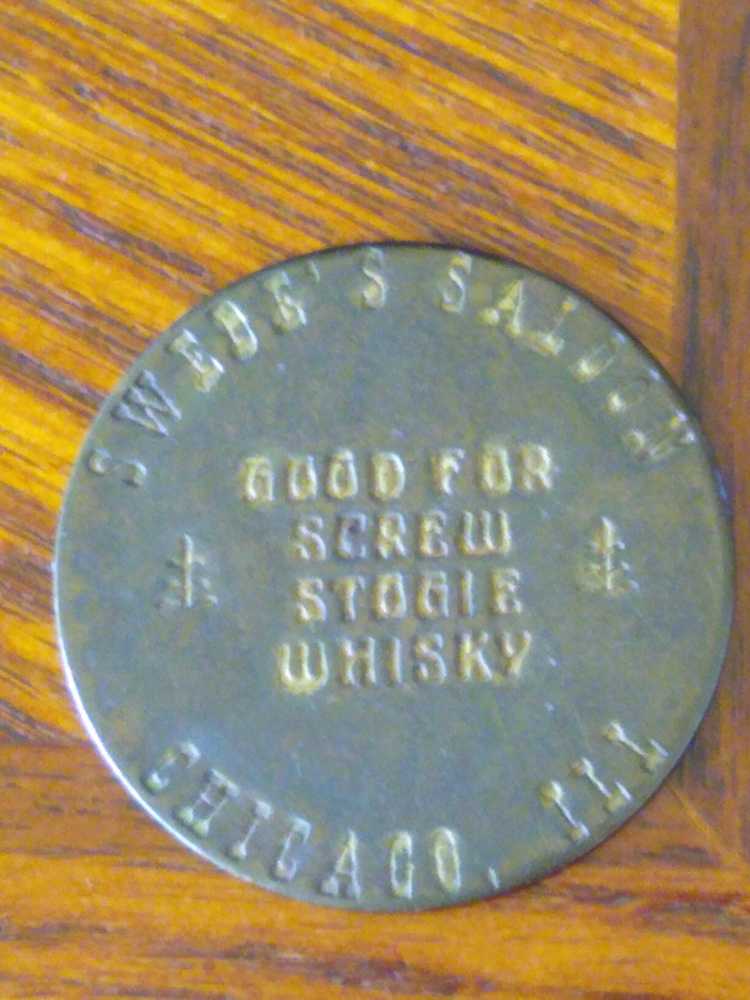 SWEDE'S SALOON
GOOD FOR
SCREW
STOGIE
WHISKY
CHICAGO, ILL